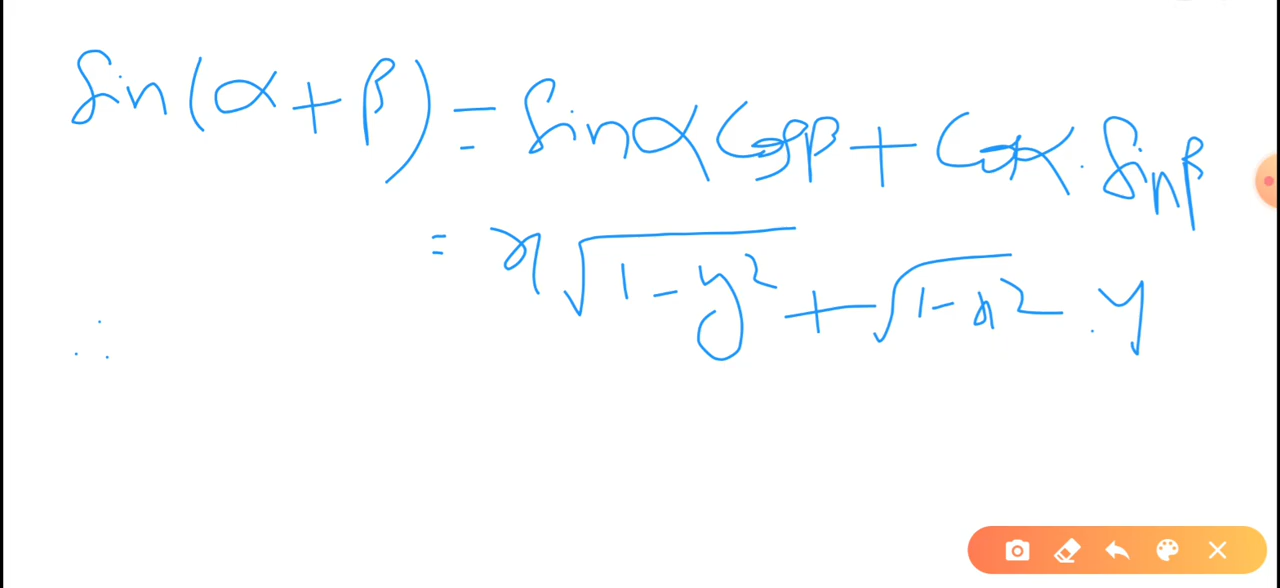 Sin(α+β) = Sinα Cosβ + Cosα. Sinβ
= x√1-y² + √1-x² . y
∴